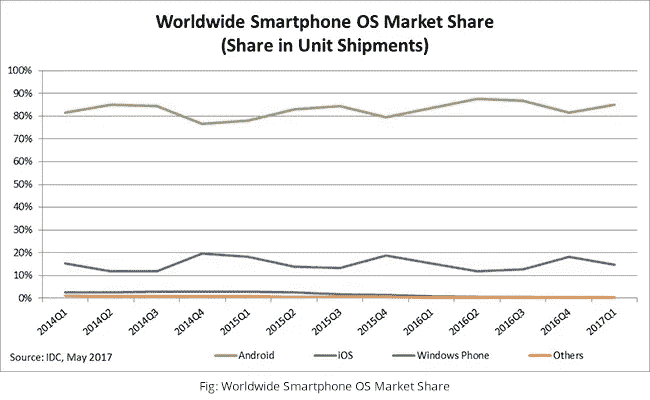 Worldwide Smartphone OS Market Share
(Share in Unit Shipments)
100%
90%
80%
70%
60%
50%
40%
30%
20%
10%
0%
2014Q1 2014Q2 2014Q3 2014Q4 2015Q1 2015Q2 2015Q3 2015Q4 2016Q1 2016Q2 2016Q3 2016Q4 2017Q1
Source: IDC, May 2017 Android iOS Windows Phone Others
Fig: Worldwide Smartphone OS Market Share